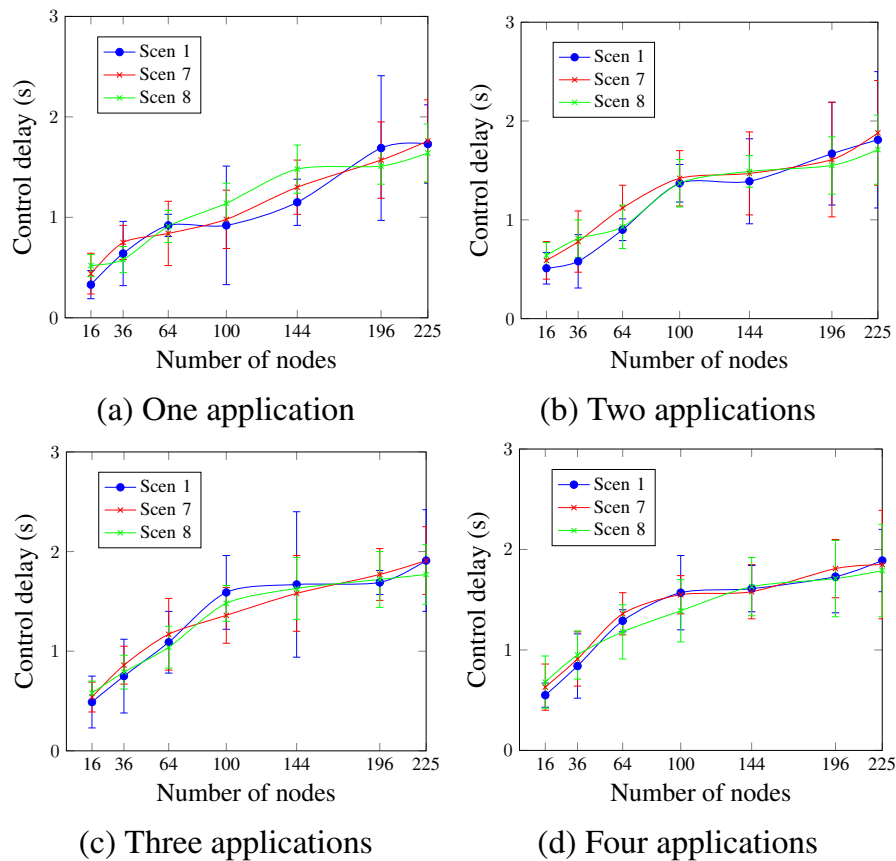 3
2
1
0
Control delay (s)
Scen 1
Scen 7
Scen 8
16 36 64 100 144 196 225
Number of nodes
(a) One application
3
2
1
0
Control delay (s)
Scen 1
Scen 7
Scen 8
16 36 64 100 144 196 225
Number of nodes
(b) Two applications
3
2
1
0
Control delay (s)
Scen 1
Scen 7
Scen 8
16 36 64 100 144 196 225
Number of nodes
(c) Three applications
3
2
1
0
Control delay (s)
Scen 1
Scen 7
Scen 8
16 36 64 100 144 196 225
Number of nodes
(d) Four applications